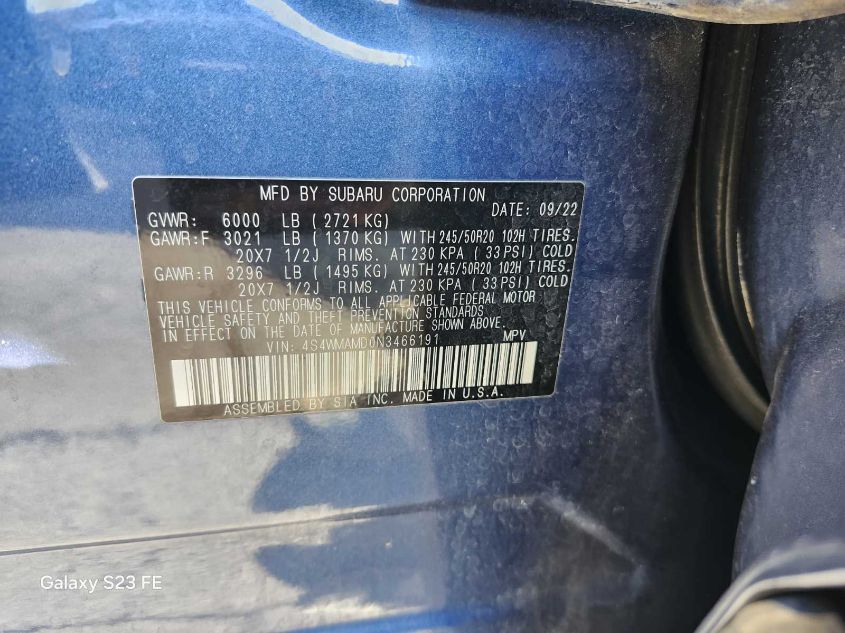 MFD BY SUBARU CORPORATION
DATE: 09/22
GVWR: 6000 LB ( 2721 KG)
GAWR:F 3021 LB ( 1370 KG) WITH 245/50R20 102H TIRES.
20X7 1/2J RIMS. AT 230 KPA ( 33 PSI) COLD
GAWR:R 3296 LB ( 1495 KG) WITH 245/50R20 102H TIRES.
20X7 1/2J RIMS. AT 230 KPA ( 33 PSI) COLD
THIS VEHICLE CONFORMS TO ALL APPLICABLE FEDERAL MOTOR
VEHICLE SAFETY AND THEFT PREVENTION STANDARDS
IN EFFECT ON THE DATE OF MANUFACTURE SHOWN ABOVE.
VIN: 4S4WMAMD0N3466191 MPV
ASSEMBLED BY SIA INC. MADE IN U.S.A.
Galaxy S23 FE